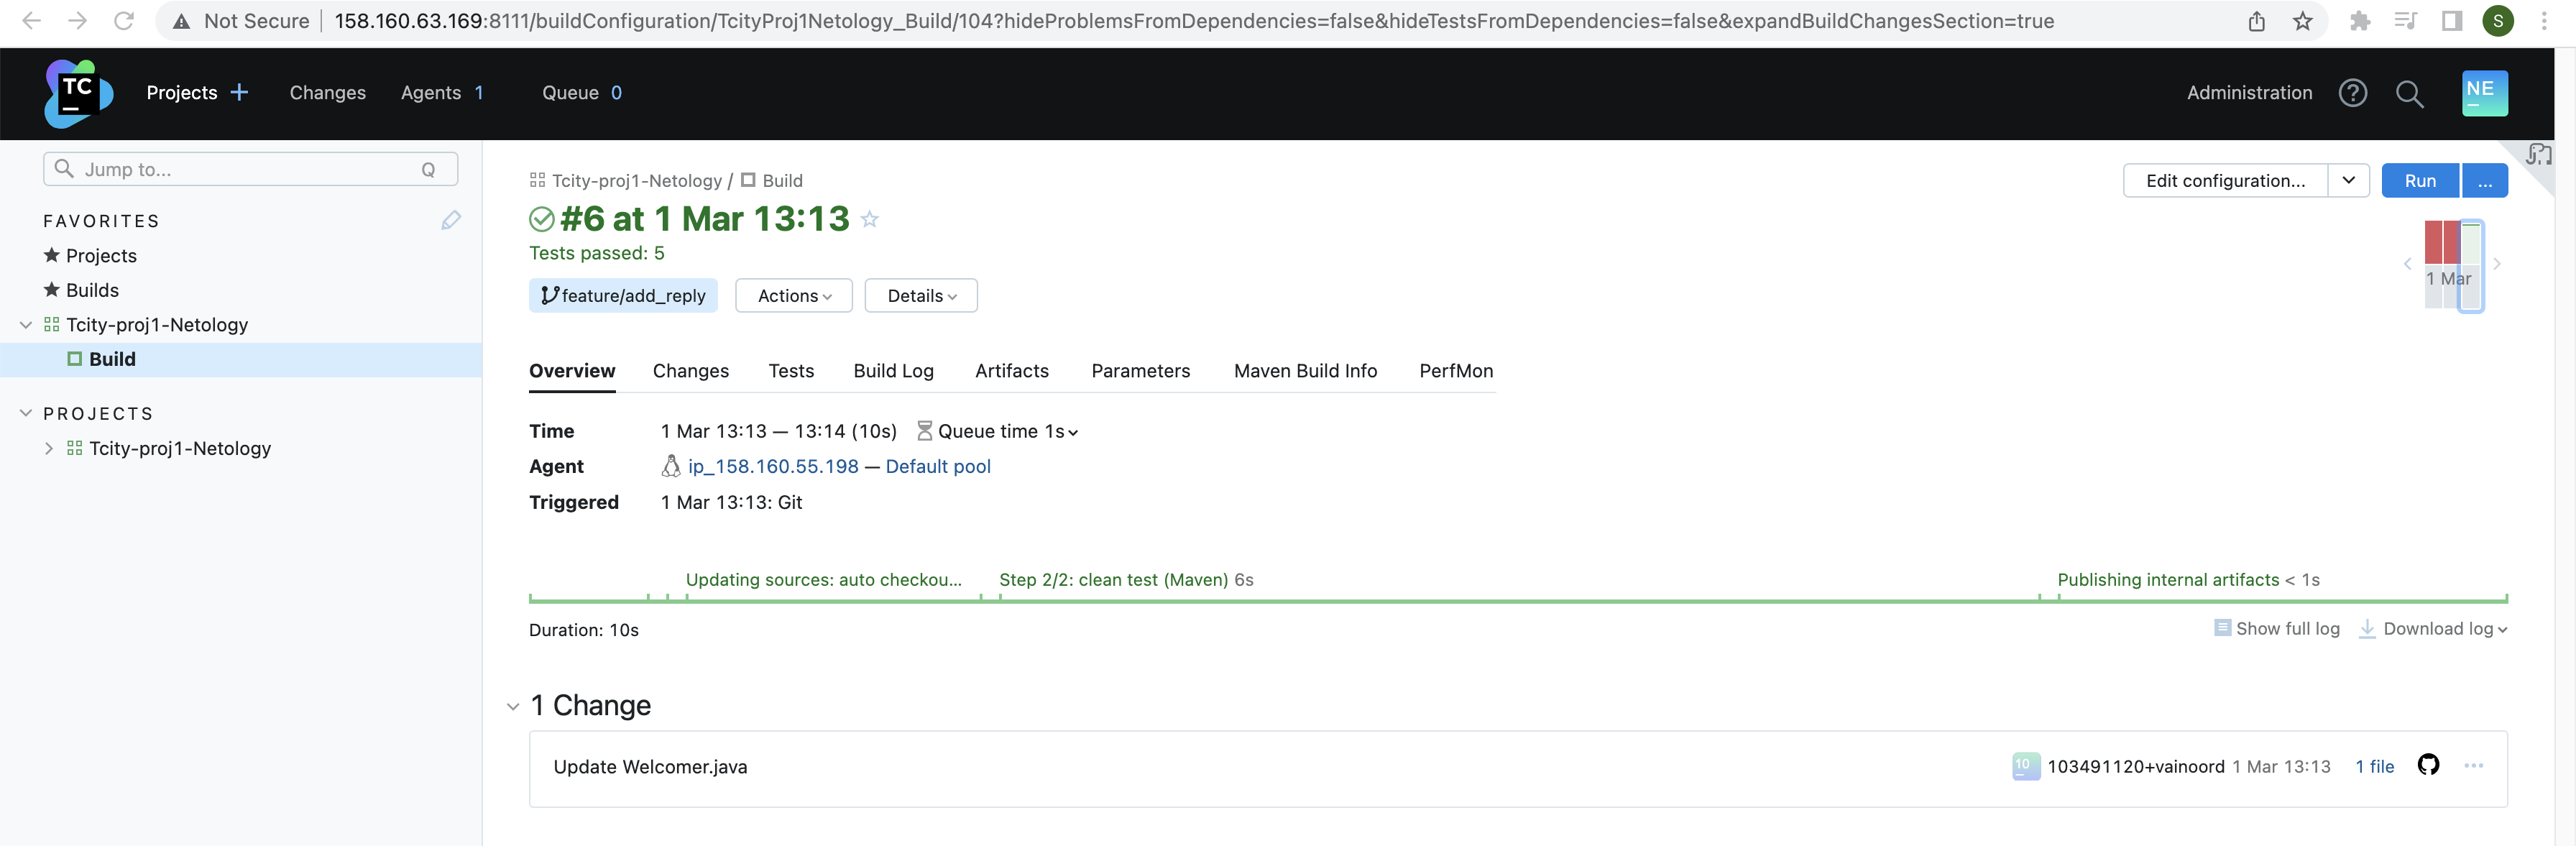 Not Secure | 158.160.63.169:8111/buildConfiguration/TcityProj1Netology_Build/104?hideProblemsFromDependencies=false&hideTestsFromDependencies=false&expandBuildChangesSection=true
S
TC
Projects + Changes Agents 1 Queue 0 Administration ? NE
Jump to... Q
FAVORITES
Projects
Builds
Tcity-proj1-Netology
Build
PROJECTS
Tcity-proj1-Netology
Tcity-proj1-Netology / Build
Edit configuration... Run ...
#6 at 1 Mar 13:13
Tests passed: 5
1 Mar
feature/add_reply Actions Details
Overview Changes Tests Build Log Artifacts Parameters Maven Build Info PerfMon
Time 1 Mar 13:13 — 13:14 (10s) Queue time 1s
Agent ip_158.160.55.198 — Default pool
Triggered 1 Mar 13:13: Git
Updating sources: auto checkou... Step 2/2: clean test (Maven) 6s Publishing internal artifacts < 1s
Duration: 10s Show full log Download log
1 Change
Update Welcomer.java 10 103491120+vainoord 1 Mar 13:13 1 file ...